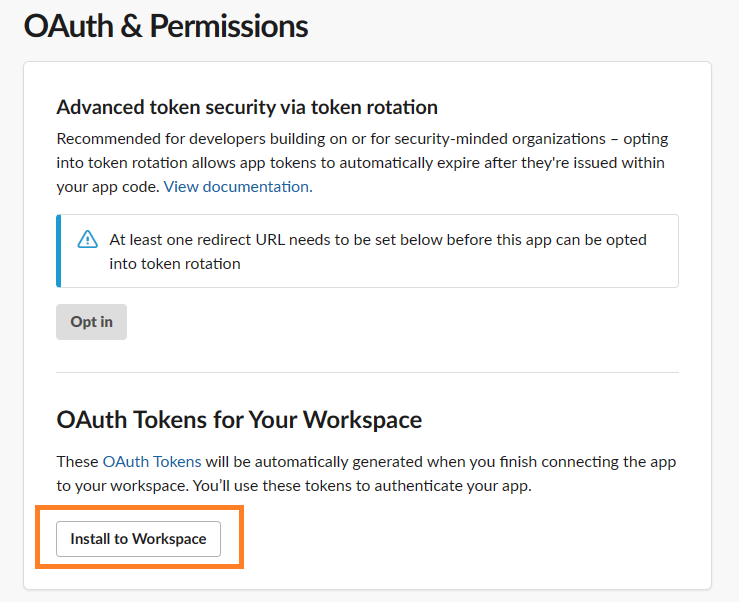 OAuth & Permissions
Advanced token security via token rotation
Recommended for developers building on or for security-minded organizations – opting
into token rotation allows app tokens to automatically expire after they're issued within
your app code. View documentation.
At least one redirect URL needs to be set below before this app can be opted
into token rotation
Opt in
OAuth Tokens for Your Workspace
These OAuth Tokens will be automatically generated when you finish connecting the app
to your workspace. You’ll use these tokens to authenticate your app.
Install to Workspace